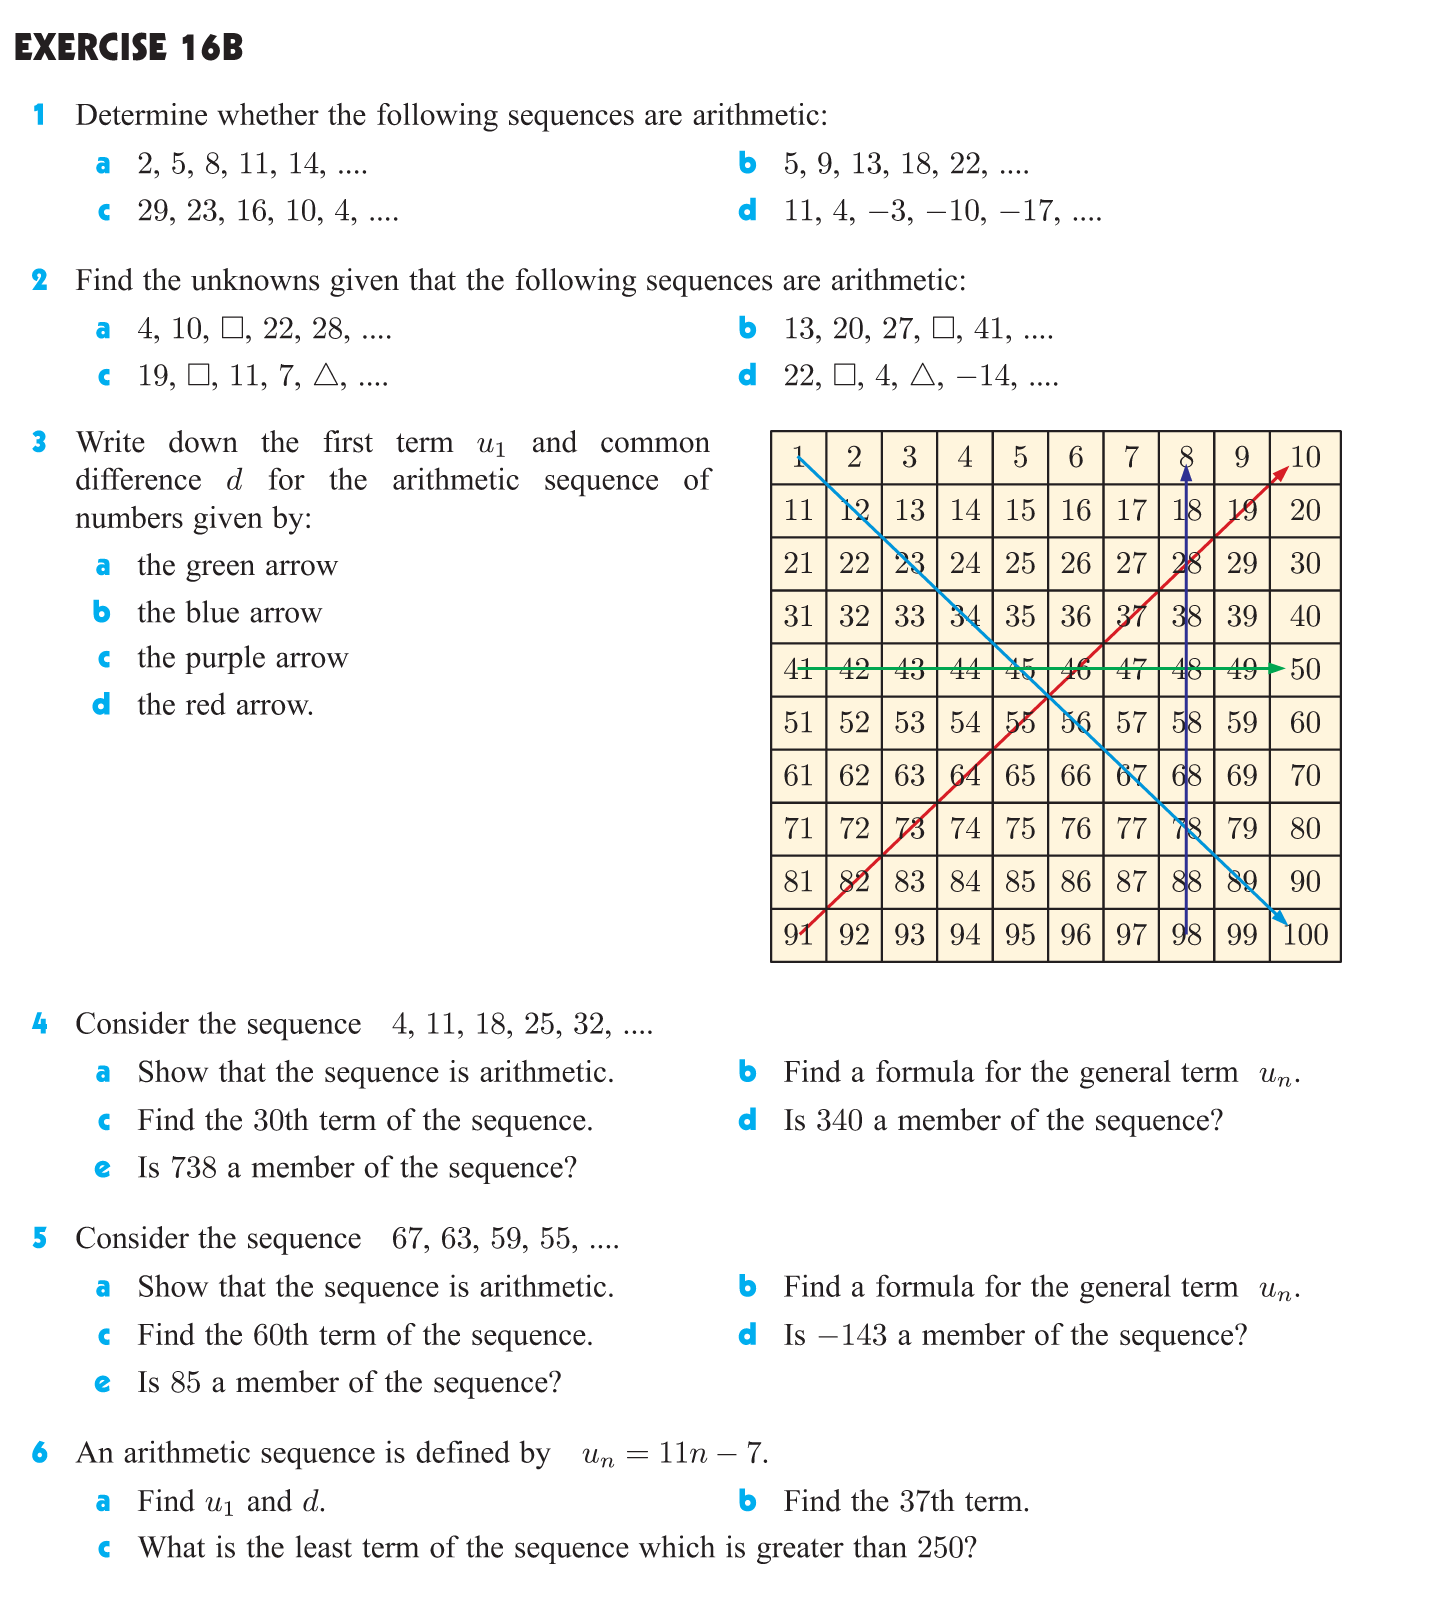 EXERCISE 16B
1 Determine whether the following sequences are arithmetic:
a 2, 5, 8, 11, 14, ....
b 5, 9, 13, 18, 22, ....
c 29, 23, 16, 10, 4, ....
d 11, 4, −3, −10, −17, ....
2 Find the unknowns given that the following sequences are arithmetic:
a 4, 10, □, 22, 28, ....
b 13, 20, 27, □, 41, ....
c 19, □, 11, 7, △, ....
d 22, □, 4, △, −14, ....
3 Write down the first term u₁ and common
difference d for the arithmetic sequence of
numbers given by:
a the green arrow
b the blue arrow
c the purple arrow
d the red arrow.
1 2 3 4 5 6 7 8 9 10
11 12 13 14 15 16 17 18 19 20
21 22 23 24 25 26 27 28 29 30
31 32 33 34 35 36 37 38 39 40
41 42 43 44 45 46 47 48 49 50
51 52 53 54 55 56 57 58 59 60
61 62 63 64 65 66 67 68 69 70
71 72 73 74 75 76 77 78 79 80
81 82 83 84 85 86 87 88 89 90
91 92 93 94 95 96 97 98 99 100
4 Consider the sequence 4, 11, 18, 25, 32, ....
a Show that the sequence is arithmetic.
b Find a formula for the general term uₙ.
c Find the 30th term of the sequence.
d Is 340 a member of the sequence?
e Is 738 a member of the sequence?
5 Consider the sequence 67, 63, 59, 55, ....
a Show that the sequence is arithmetic.
b Find a formula for the general term uₙ.
c Find the 60th term of the sequence.
d Is −143 a member of the sequence?
e Is 85 a member of the sequence?
6 An arithmetic sequence is defined by uₙ = 11n − 7.
a Find u₁ and d.
b Find the 37th term.
c What is the least term of the sequence which is greater than 250?